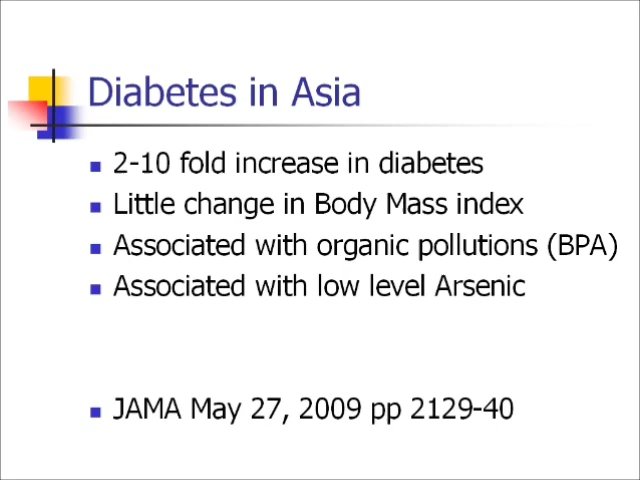 Diabetes in Asia
2-10 fold increase in diabetes
Little change in Body Mass index
Associated with organic pollutions (BPA)
Associated with low level Arsenic
JAMA May 27, 2009 pp 2129-40